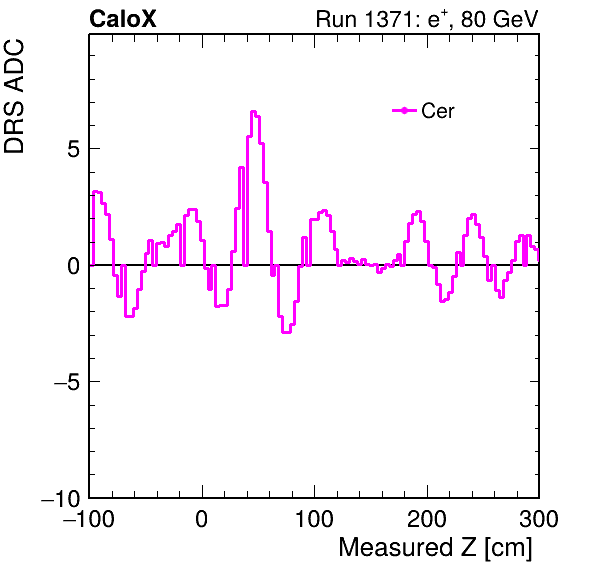 CaloX
Run 1371: e⁺, 80 GeV
DRS ADC
Cer
5
0
−5
−10
−100 0 100 200 300
Measured Z [cm]